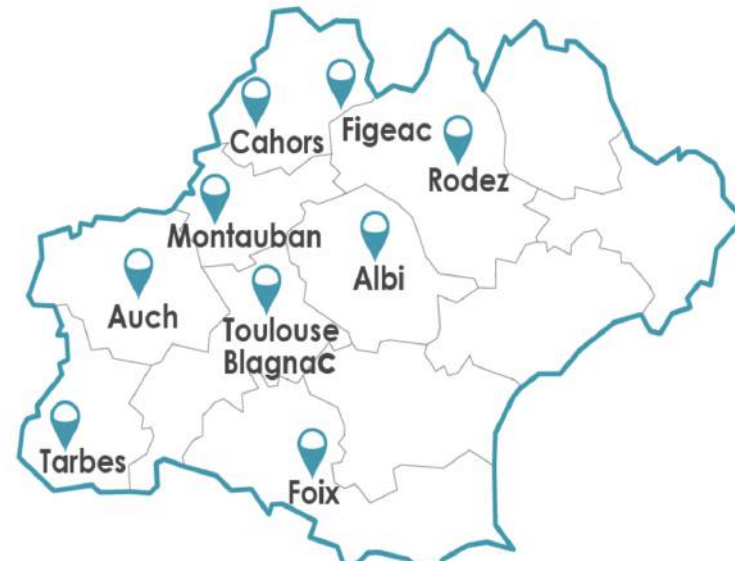 Cahors
Figeac
Rodez
Montauban
Albi
Auch
Toulouse
Blagnac
Tarbes
Foix